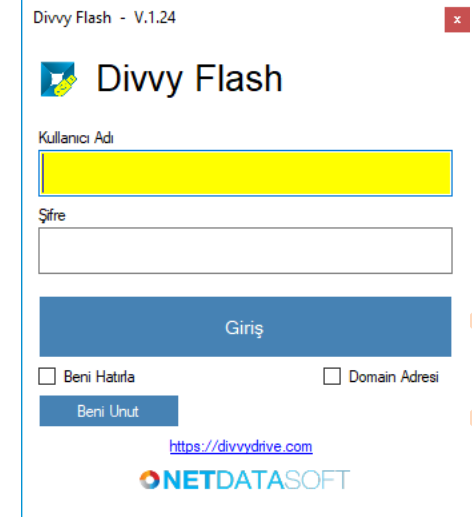 Divvy Flash - V.1.24
x
Divvy Flash
Kullanıcı Adı
Şifre
Giriş
Beni Hatırla Domain Adresi
Beni Unut
https://divvydrive.com
NETDATASOFT